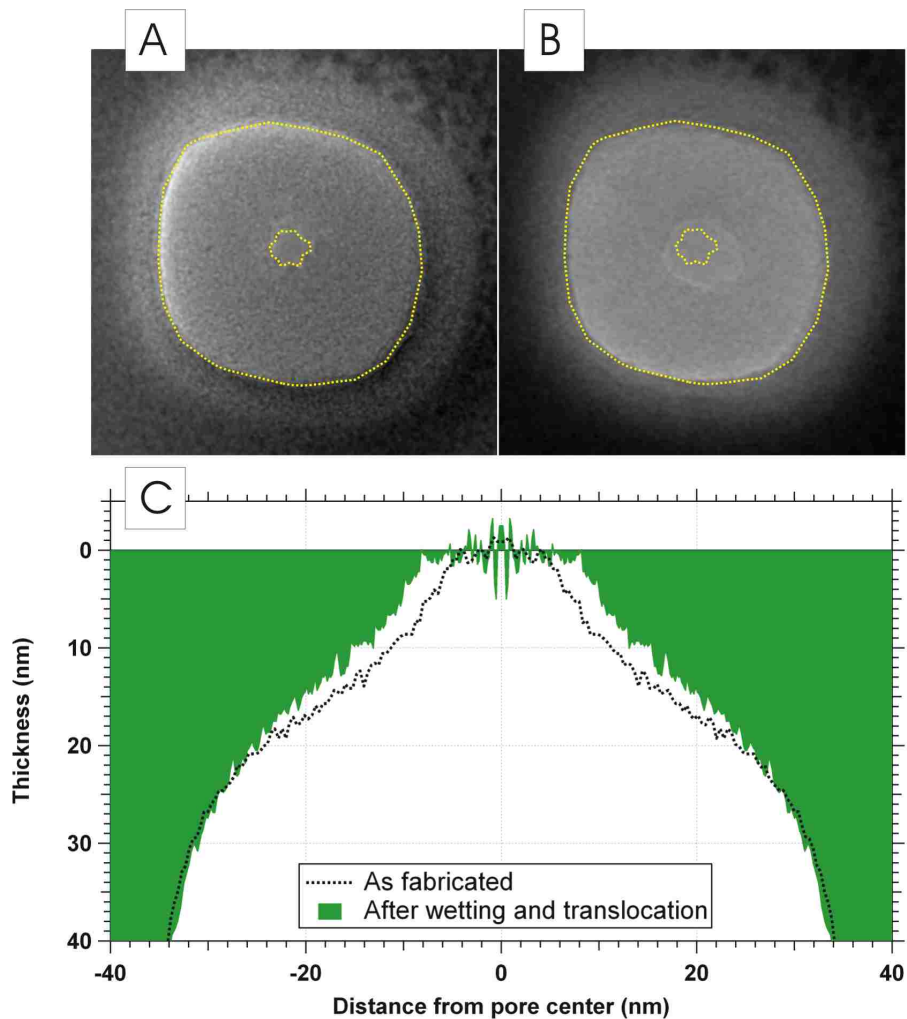 A
B
C
0
10
20
30
40
Thickness (nm)
As fabricated
After wetting and translocation
-40
-20
0
20
40
Distance from pore center (nm)